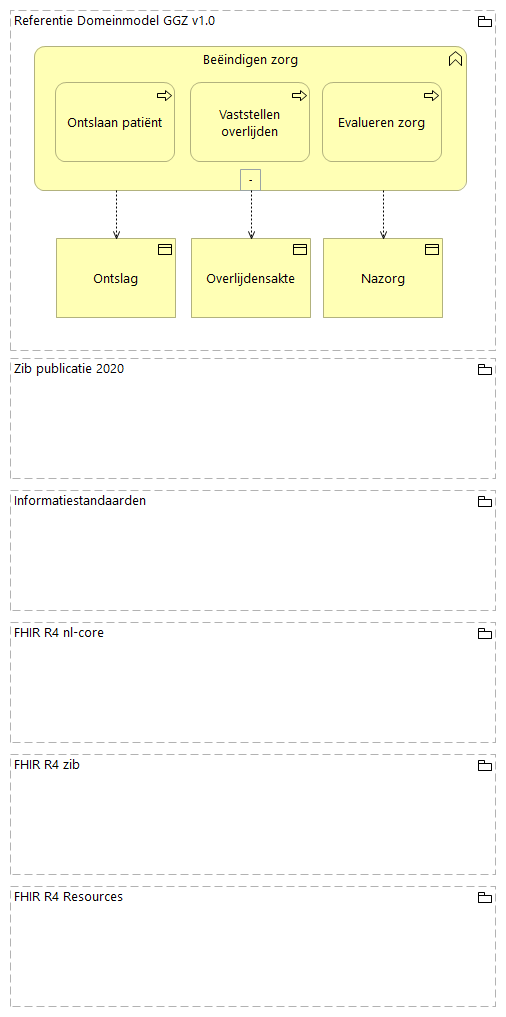 Referentie Domeinmodel GGZ v1.0
Beëindigen zorg
Ontslaan patiënt
Vaststellen
overlijden
Evalueren zorg
-
Ontslag
Overlijdensakte
Nazorg
Zib publicatie 2020
Informatiestandaarden
FHIR R4 nl-core
FHIR R4 zib
FHIR R4 Resources